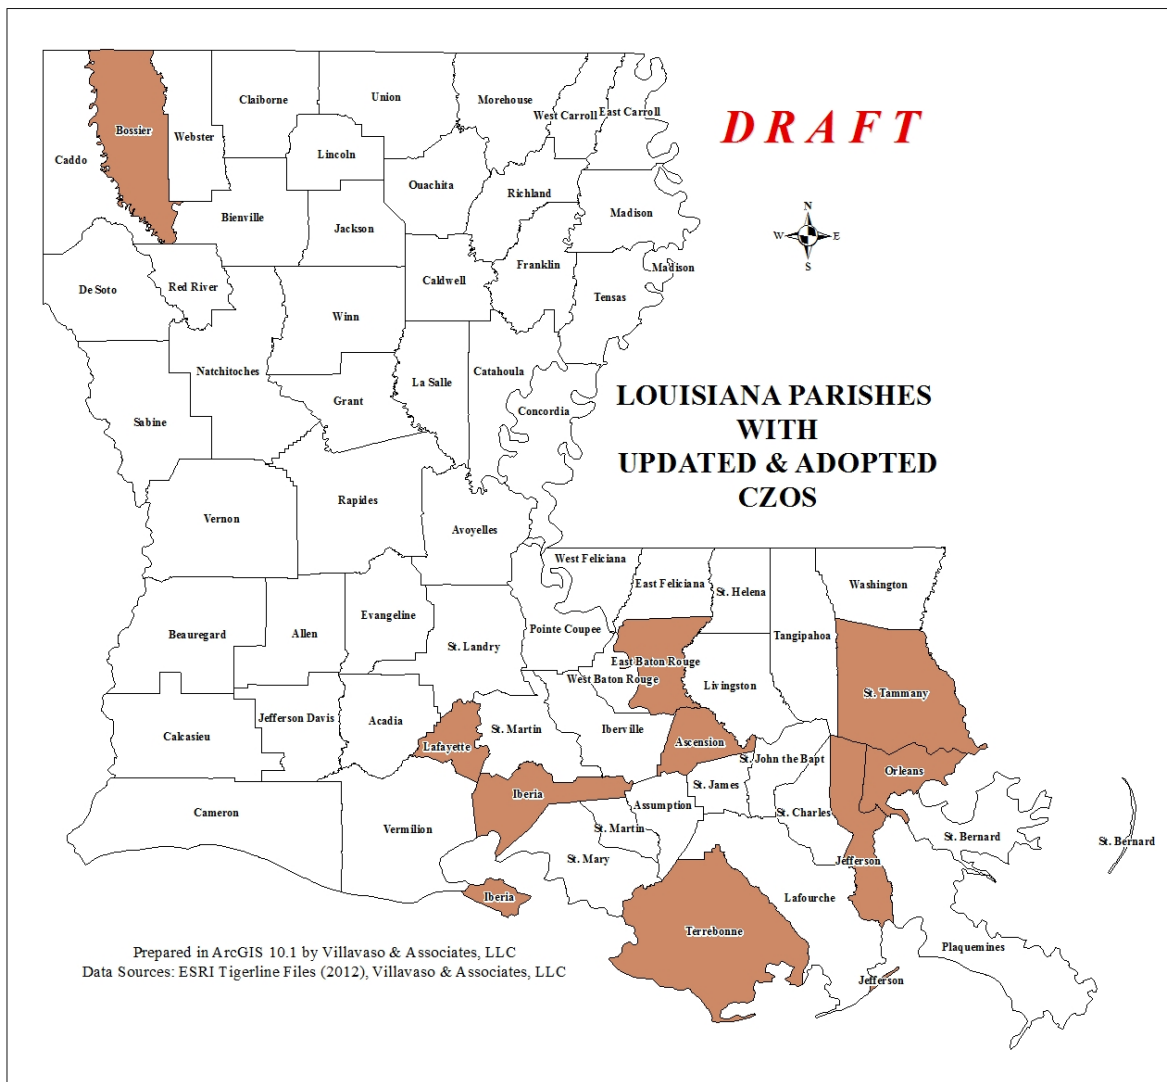 Claiborne
Union
Morehouse
West Carroll
East Carroll
DRAFT
Bossier
Webster
Caddo
Lincoln
Ouachita
Richland
Madison
Bienville
Jackson
N
W
E
S
Franklin
Madison
De Soto
Red River
Caldwell
Tensas
Winn
Natchitoches
La Salle
Catahoula
Grant
Concordia
Sabine
LOUISIANA PARISHES
WITH
UPDATED & ADOPTED
CZOS
Rapides
Vernon
Avoyelles
West Feliciana
East Feliciana
St. Helena
Washington
Evangeline
Beauregard
Allen
Pointe Coupee
Tangipahoa
St. Landry
East Baton Rouge
West Baton Rouge
Livingston
St. Tammany
Jefferson Davis
Acadia
St. Martin
Iberville
Calcasieu
Lafayette
Ascension
St. John the Bapt
Orleans
Iberia
St. James
Assumption
Cameron
Vermilion
St. Martin
St. Charles
St. Bernard
St. Bernard
St. Mary
Jefferson
Iberia
Lafourche
Terrebonne
Plaquemines
Jefferson
Prepared in ArcGIS 10.1 by Villavaso & Associates, LLC
Data Sources: ESRI Tigerline Files (2012), Villavaso & Associates, LLC